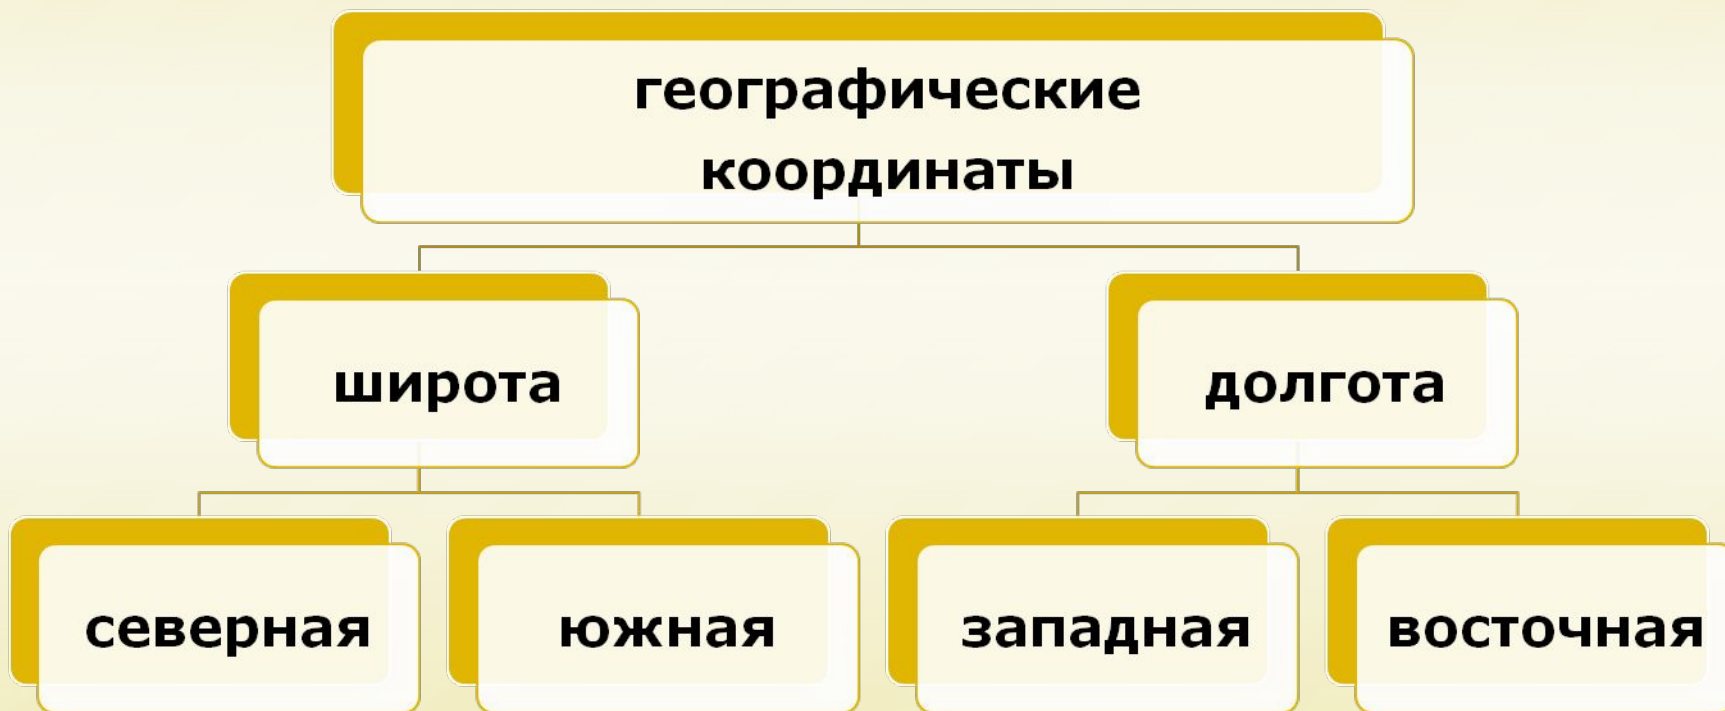 географические
координаты
широта
долгота
северная
южная
западная
восточная